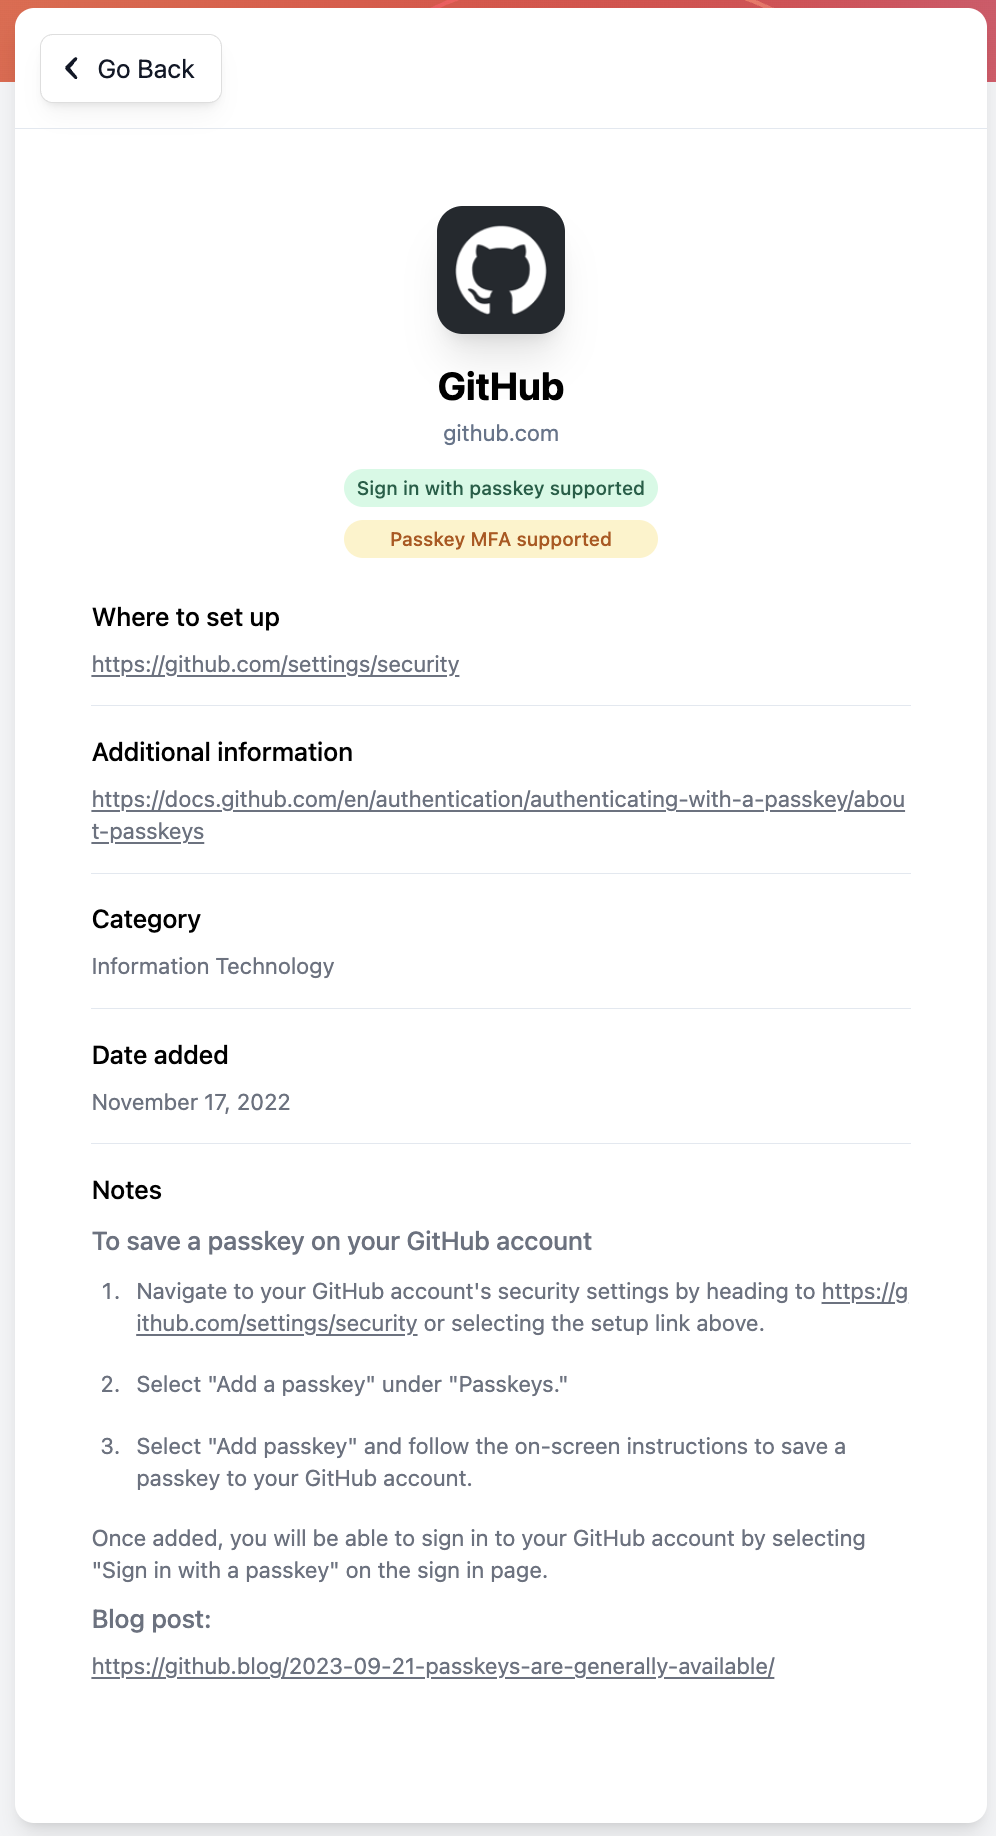 Go Back
GitHub
github.com
Sign in with passkey supported
Passkey MFA supported
Where to set up
https://github.com/settings/security
Additional information
https://docs.github.com/en/authentication/authenticating-with-a-passkey/abou
t-passkeys
Category
Information Technology
Date added
November 17, 2022
Notes
To save a passkey on your GitHub account
1. Navigate to your GitHub account's security settings by heading to https://g
ithub.com/settings/security or selecting the setup link above.
2. Select "Add a passkey" under "Passkeys."
3. Select "Add passkey" and follow the on-screen instructions to save a
passkey to your GitHub account.
Once added, you will be able to sign in to your GitHub account by selecting
"Sign in with a passkey" on the sign in page.
Blog post:
https://github.blog/2023-09-21-passkeys-are-generally-available/